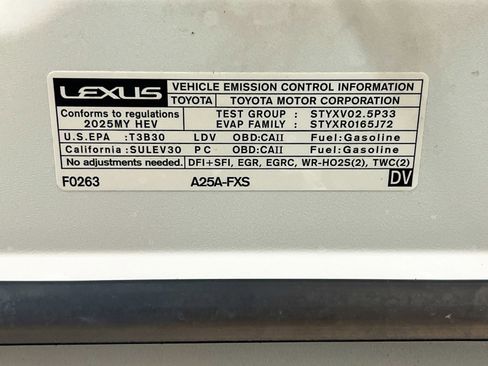 LEXUS VEHICLE EMISSION CONTROL INFORMATION
TOYOTA TOYOTA MOTOR CORPORATION
Conforms to regulations TEST GROUP : STYXV02.5P33
2025MY HEV EVAP FAMILY : STYXR0165J72
U.S.EPA :T3B30 LDV OBD:CAII Fuel:Gasoline
California :SULEV30 PC OBD:CAII Fuel:Gasoline
No adjustments needed. DFI+SFI, EGR, EGRC, WR-HO2S(2), TWC(2)
F0263 A25A-FXS DV